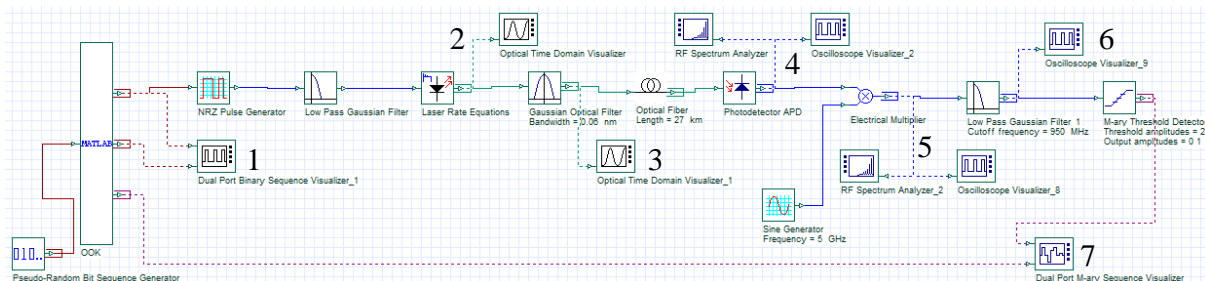 2
Optical Time Domain Visualizer
RF Spectrum Analyzer
4
Oscilloscope Visualizer_2
6
Oscilloscope Visualizer_9
NRZ Pulse Generator
Low Pass Gaussian Filter
Laser Rate Equations
Gaussian Optical Filter
Bandwidth = 0.06 nm
Optical Fiber
Length = 27 km
Photodetector APD
Electrical Multiplier
Low Pass Gaussian Filter 1
Cutoff frequency = 950 MHz
M-ary Threshold Detector
Threshold amplitudes = 2
Output amplitudes = 0 1
MATLAB
1
Dual Port Binary Sequence Visualizer_1
3
Optical Time Domain Visualizer_1
5
RF Spectrum Analyzer_2
Oscilloscope Visualizer_8
Sine Generator
Frequency = 5 GHz
OOK
010..
Pseudo-Random Bit Sequence Generator
7
Dual Port M-ary Sequence Visualizer